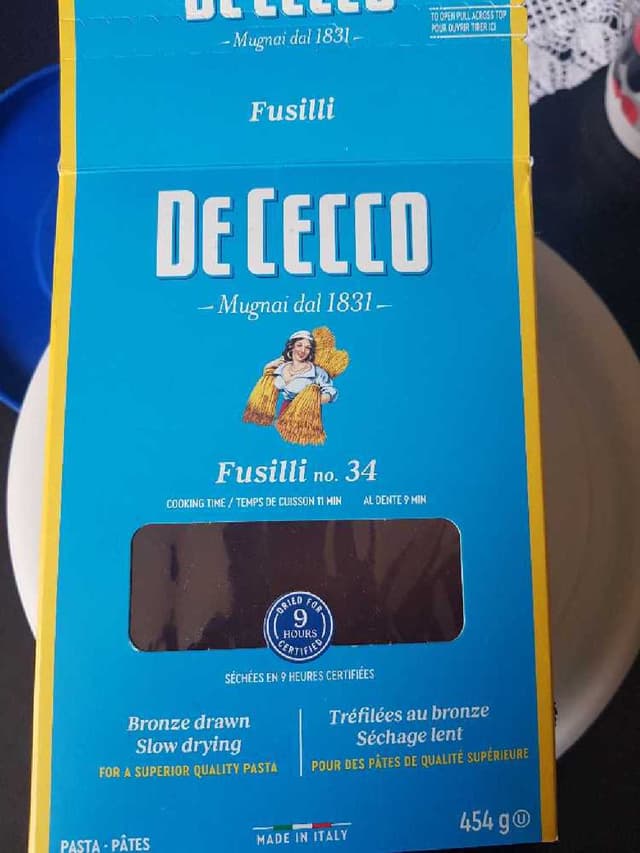 DE CECCO
– Mugnai dal 1831 –
TO OPEN PULL ACROSS TOP
POUR OUVRIR TIRER ICI
Fusilli
DE CECCO
– Mugnai dal 1831 –
Fusilli no. 34
COOKING TIME / TEMPS DE CUISSON 11 MIN AL DENTE 9 MIN
DRIED FOR
9
HOURS
CERTIFIED
SÉCHÉES EN 9 HEURES CERTIFIÉES
Bronze drawn
Slow drying
FOR A SUPERIOR QUALITY PASTA
Tréfilées au bronze
Séchage lent
POUR DES PÂTES DE QUALITÉ SUPÉRIEURE
PASTA - PÂTES
MADE IN ITALY
454 g U